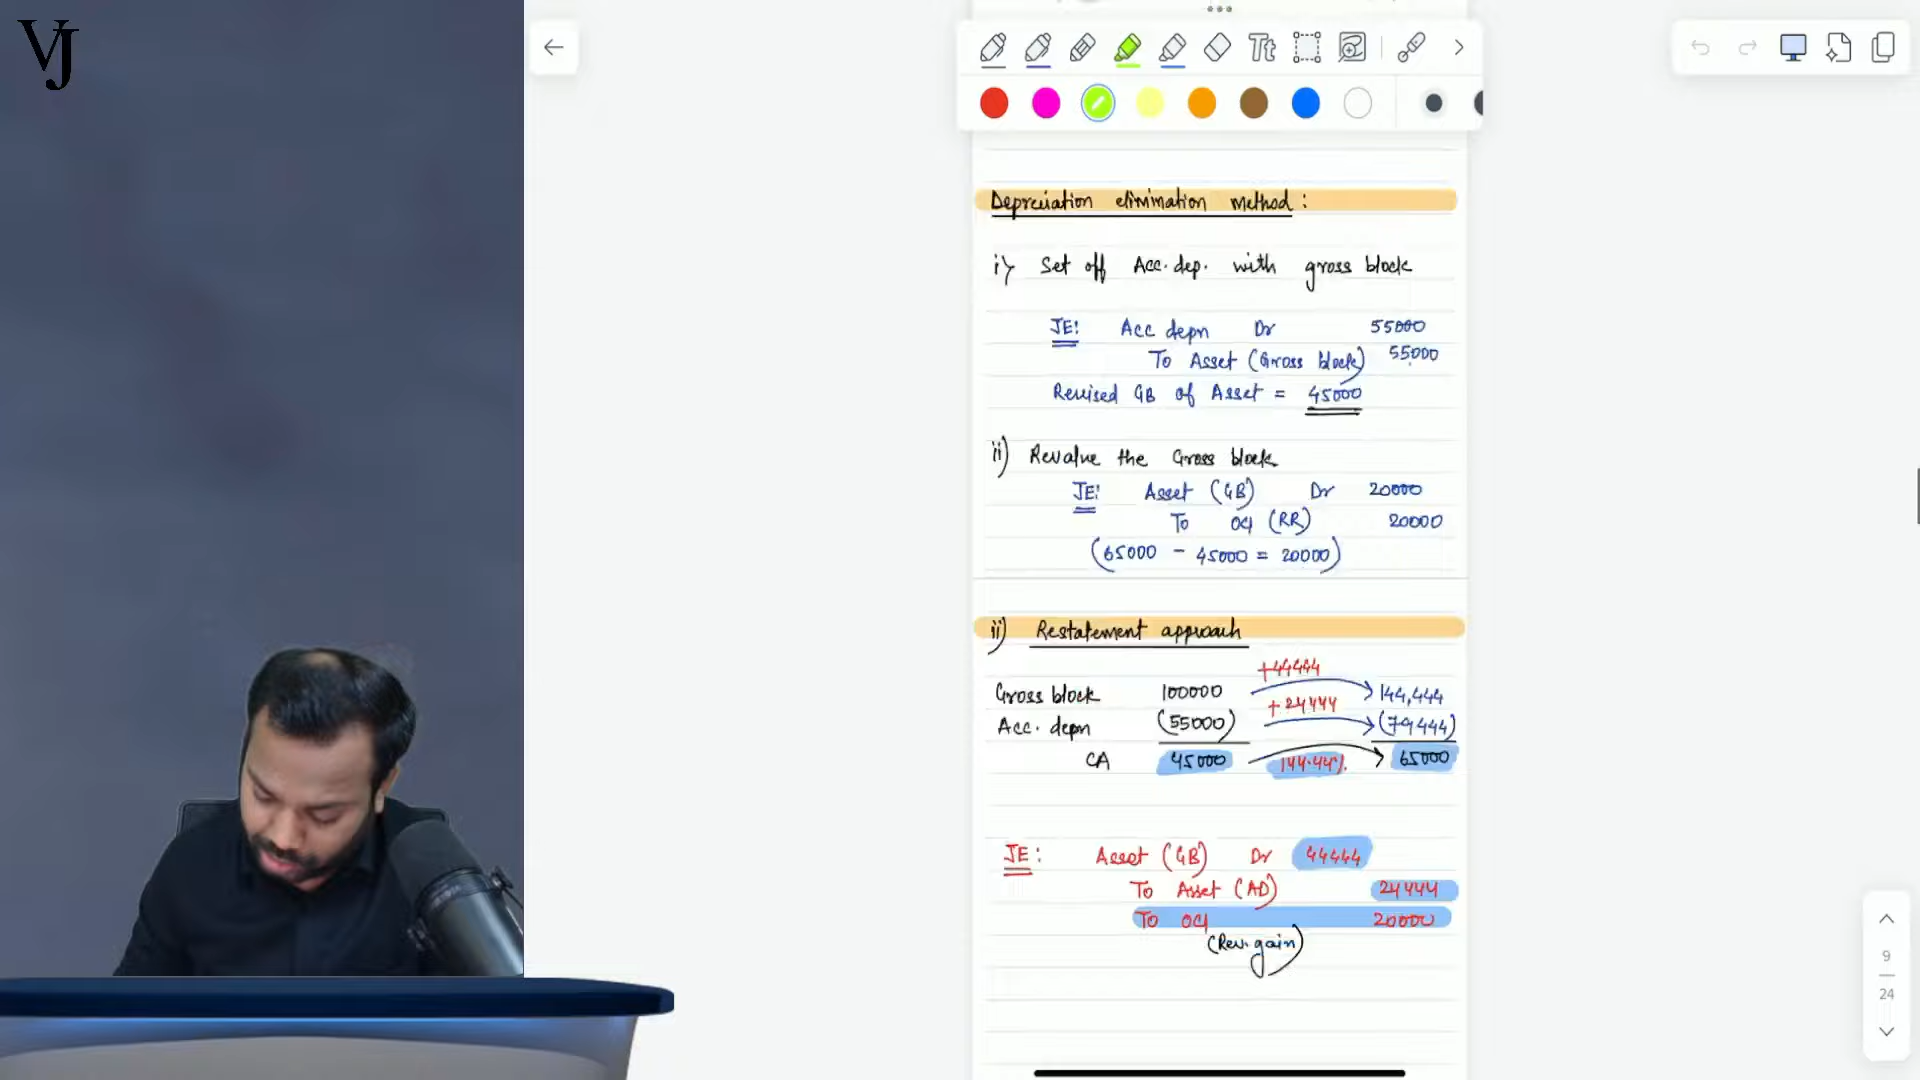 VJ
Tt
Depreciation elimination method :
i) Set off Acc. dep. with gross block
JE: Acc depn Dr 55000
To Asset (Gross block) 55000
Revised GB of Asset = 45000
ii) Revalue the Gross block
JE: Asset (GB) Dr 20000
To OCI (RR) 20000
(65000 - 45000 = 20000)
ii) Restatement approach
+44444
Gross block 100000 144,444
+24444
Acc. depn (55000) (79444)
CA 45000 144.44% 65000
JE: Asset (GB) Dr 44444
To Asset (AD) 24444
To OCI 20000
(Rev. gain)
9
24